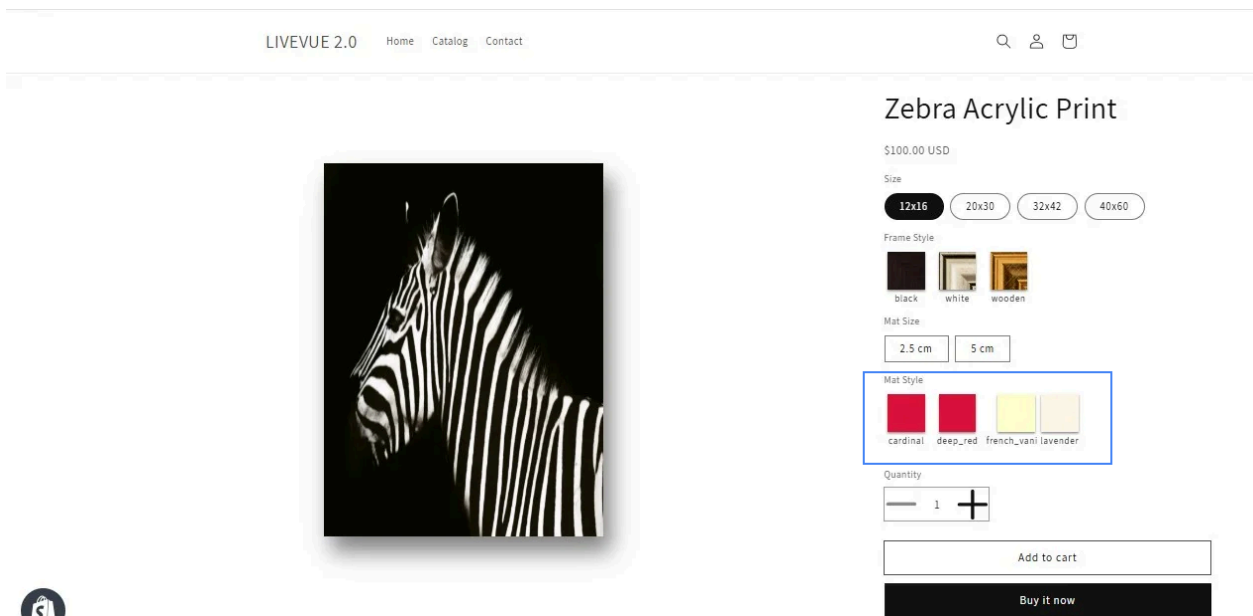 LIVEVUE 2.0 Home Catalog Contact
Zebra Acrylic Print
$100.00 USD
Size
12x16 20x30 32x42 40x60
Frame Style
black white wooden
Mat Size
2.5 cm 5 cm
Mat Style
cardinal deep_red french_vani lavender
Quantity
1
Add to cart
Buy it now